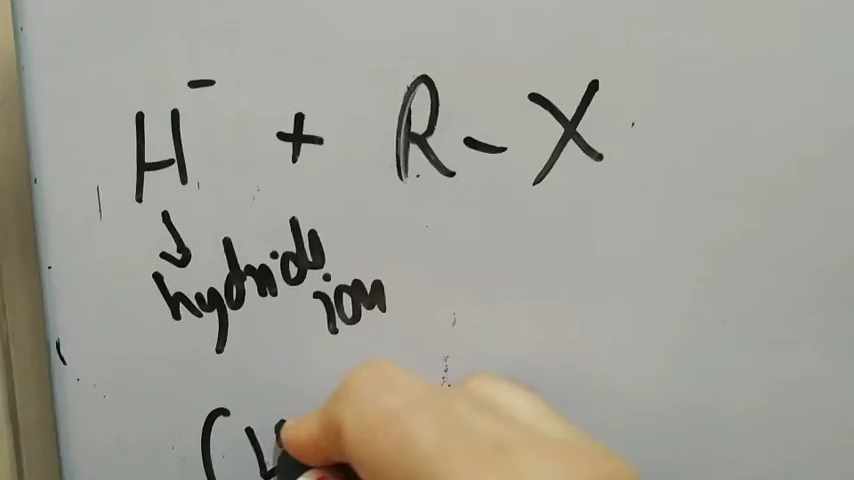 H⁻ + R - X
↓
hydride
ion
C